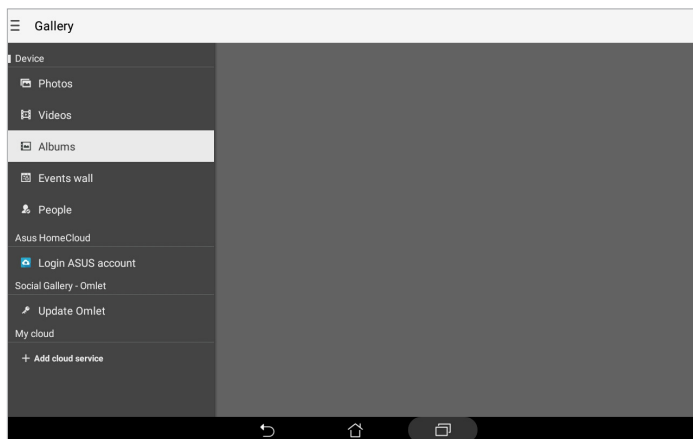 Gallery
Device
Photos
Videos
Albums
Events wall
People
Asus HomeCloud
Login ASUS account
Social Gallery - Omlet
Update Omlet
My cloud
+ Add cloud service